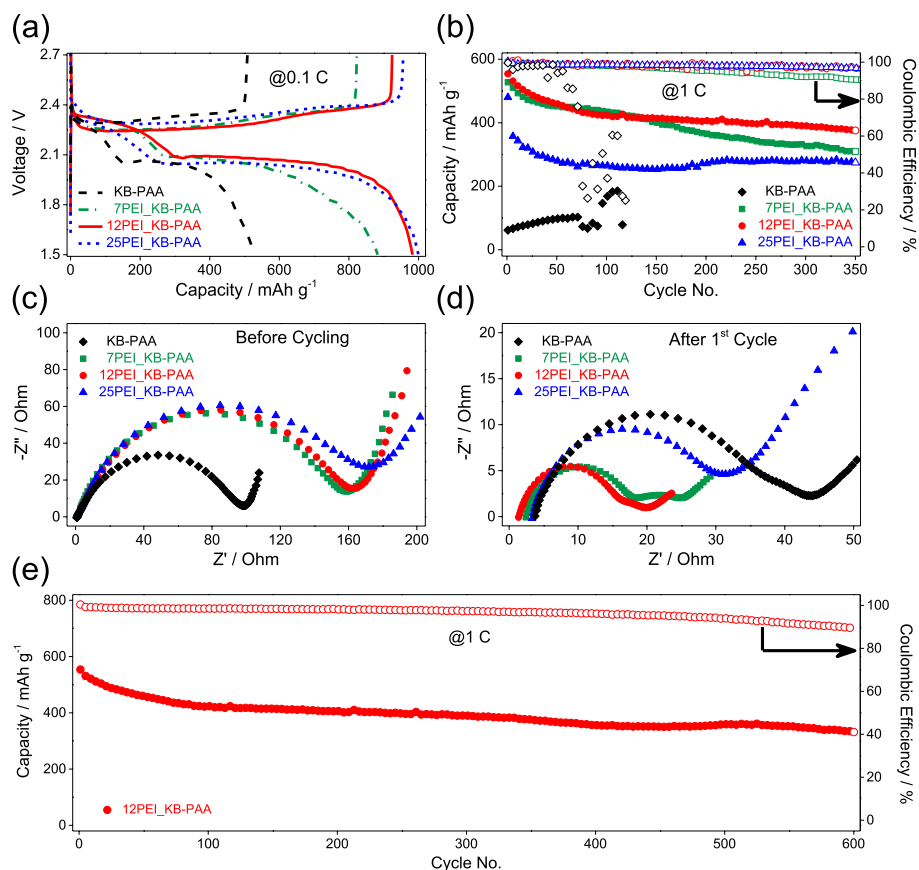 (a)
2.7
2.4
2.1
1.8
1.5
Voltage / V
@0.1 C
KB-PAA
7PEI_KB-PAA
12PEI_KB-PAA
25PEI_KB-PAA
0 200 400 600 800 1000
Capacity / mAh g⁻¹
(b)
600
400
200
0
Capacity / mAh g⁻¹
@1 C
KB-PAA
7PEI_KB-PAA
12PEI_KB-PAA
25PEI_KB-PAA
100
80
60
40
20
0
Coulombic Efficiency / %
0 50 100 150 200 250 300 350
Cycle No.
(c)
100
80
60
40
20
0
-Z" / Ohm
Before Cycling
KB-PAA
7PEI_KB-PAA
12PEI_KB-PAA
25PEI_KB-PAA
0 40 80 120 160 200
Z' / Ohm
(d)
20
15
10
5
0
-Z" / Ohm
After 1ˢᵗ Cycle
KB-PAA
7PEI_KB-PAA
12PEI_KB-PAA
25PEI_KB-PAA
0 10 20 30 40 50
Z' / Ohm
(e)
800
600
400
200
0
Capacity / mAh g⁻¹
@1 C
12PEI_KB-PAA
100
80
60
40
20
0
Coulombic Efficiency / %
0 100 200 300 400 500 600
Cycle No.